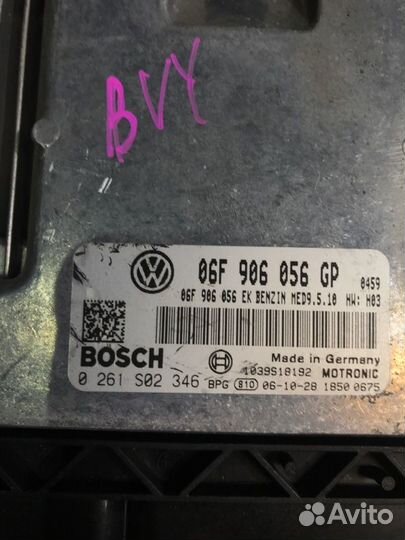 BVY
06F 906 056 GP 0459
06F 906 056 EK BENZIN MED9.5.10 HW: H03
BOSCH Made in Germany
1039S18192 MOTRONIC
0 261 S02 346 BPG 810 06-10-28 1850 0675
Avito